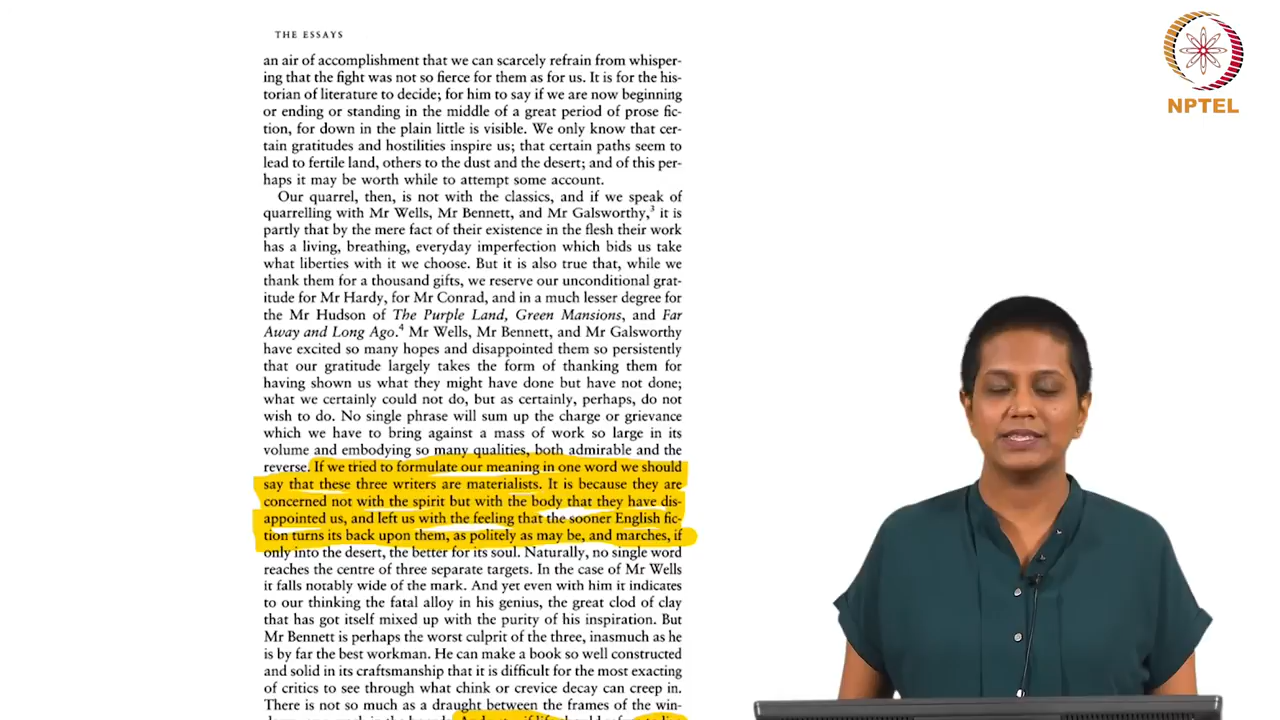 THE ESSAYS
an air of accomplishment that we can scarcely refrain from whisper-
ing that the fight was not so fierce for them as for us. It is for the his-
torian of literature to decide; for him to say if we are now beginning
or ending or standing in the middle of a great period of prose fic-
tion, for down in the plain little is visible. We only know that cer-
tain gratitudes and hostilities inspire us; that certain paths seem to
lead to fertile land, others to the dust and the desert; and of this per-
haps it may be worth while to attempt some account.
Our quarrel, then, is not with the classics, and if we speak of
quarrelling with Mr Wells, Mr Bennett, and Mr Galsworthy,³ it is
partly that by the mere fact of their existence in the flesh their work
has a living, breathing, everyday imperfection which bids us take
what liberties with it we choose. But it is also true that, while we
thank them for a thousand gifts, we reserve our unconditional grat-
itude for Mr Hardy, for Mr Conrad, and in a much lesser degree for
the Mr Hudson of The Purple Land, Green Mansions, and Far
Away and Long Ago.⁴ Mr Wells, Mr Bennett, and Mr Galsworthy
have excited so many hopes and disappointed them so persistently
that our gratitude largely takes the form of thanking them for
having shown us what they might have done but have not done;
what we certainly could not do, but as certainly, perhaps, do not
wish to do. No single phrase will sum up the charge or grievance
which we have to bring against a mass of work so large in its
volume and embodying so many qualities, both admirable and the
reverse. If we tried to formulate our meaning in one word we should
say that these three writers are materialists. It is because they are
concerned not with the spirit but with the body that they have dis-
appointed us, and left us with the feeling that the sooner English fic-
tion turns its back upon them, as politely as may be, and marches, if
only into the desert, the better for its soul. Naturally, no single word
reaches the centre of three separate targets. In the case of Mr Wells
it falls notably wide of the mark. And yet even with him it indicates
to our thinking the fatal alloy in his genius, the great clod of clay
that has got itself mixed up with the purity of his inspiration. But
Mr Bennett is perhaps the worst culprit of the three, inasmuch as he
is by far the best workman. He can make a book so well constructed
and solid in its craftsmanship that it is difficult for the most exacting
of critics to see through what chink or crevice decay can creep in.
There is not so much as a draught between the frames of the win-
NPTEL